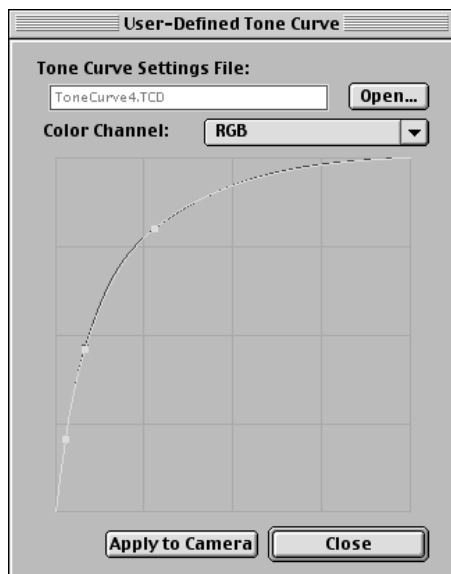 User-Defined Tone Curve
Tone Curve Settings File:
ToneCurve4.TCD
Open...
Color Channel:
RGB
Apply to Camera
Close